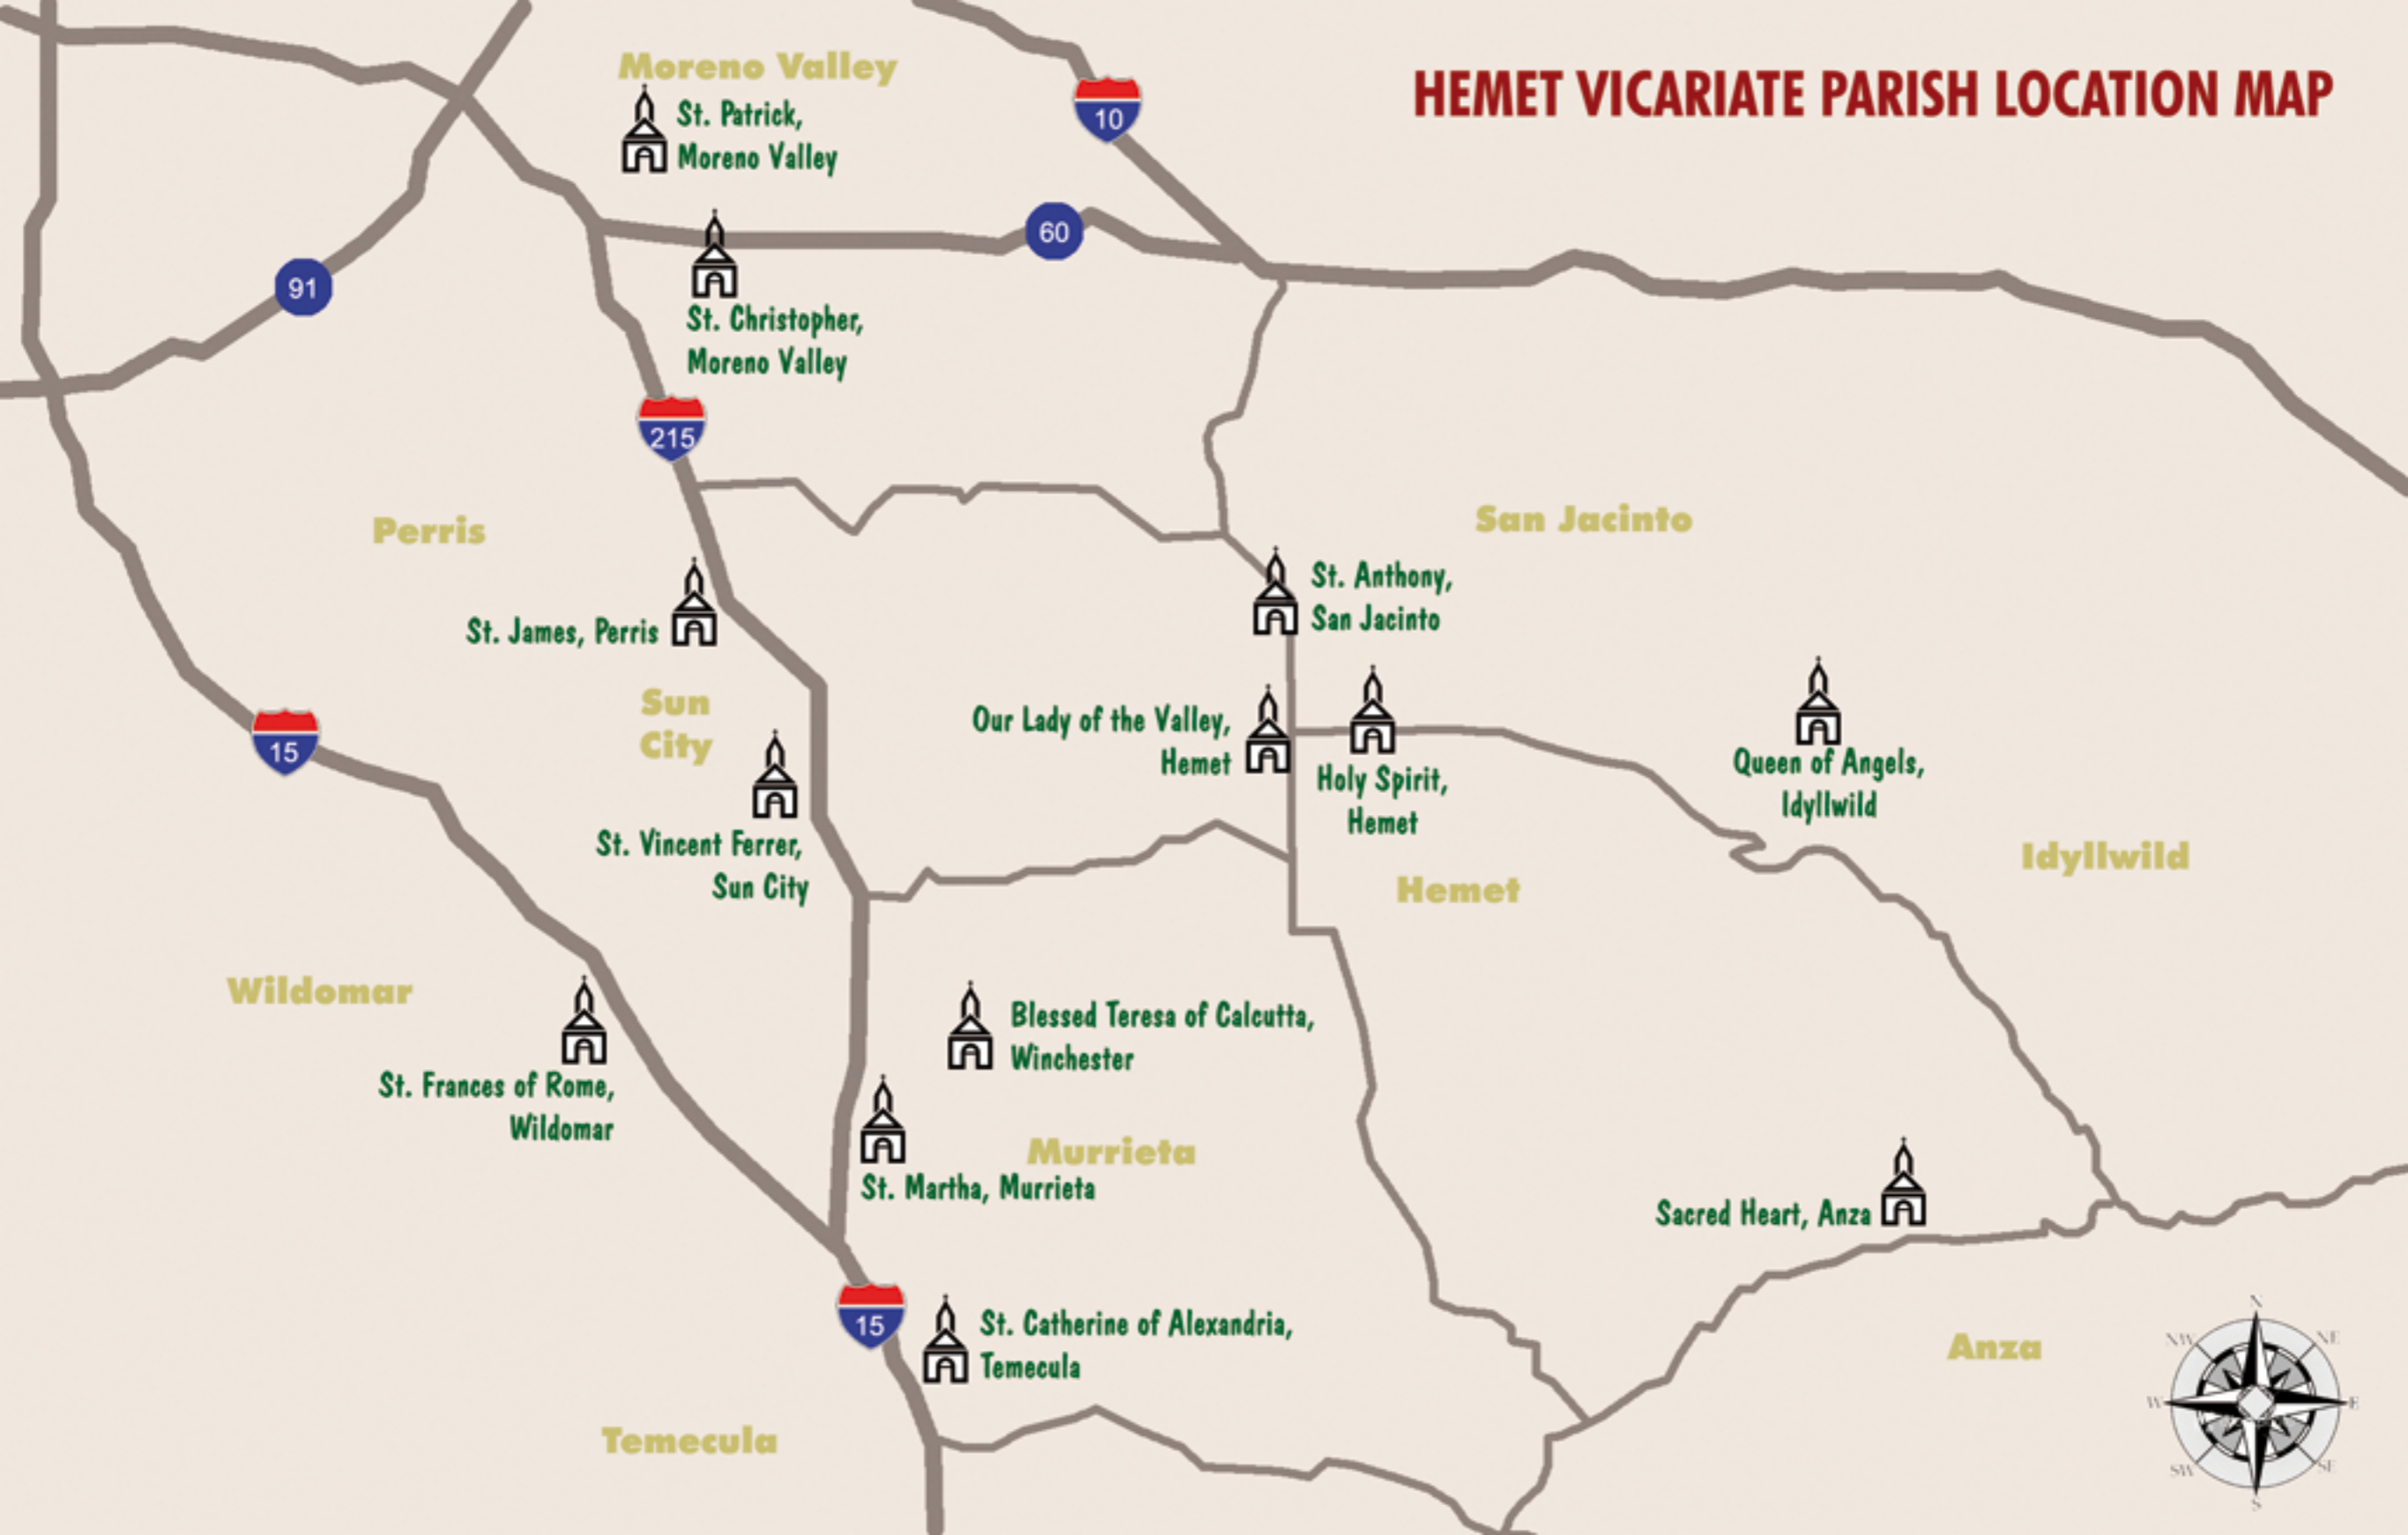 HEMET VICARIATE PARISH LOCATION MAP
Moreno Valley
St. Patrick,
Moreno Valley
10
60
91
St. Christopher,
Moreno Valley
215
Perris
San Jacinto
St. Anthony,
San Jacinto
St. James, Perris
Sun
City
15
Our Lady of the Valley,
Hemet
Holy Spirit,
Hemet
Queen of Angels,
Idyllwild
St. Vincent Ferrer,
Sun City
Idyllwild
Hemet
Wildomar
Blessed Teresa of Calcutta,
Winchester
St. Frances of Rome,
Wildomar
Murrieta
St. Martha, Murrieta
Sacred Heart, Anza
15
St. Catherine of Alexandria,
Temecula
Anza
Temecula
N
NW
NE
W
E
SW
SE
S